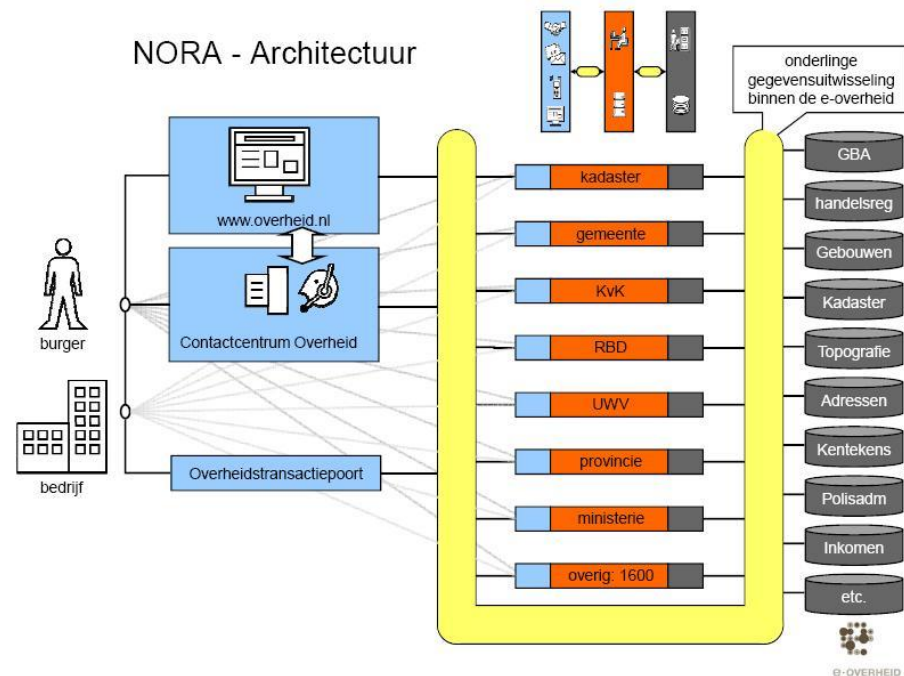 NORA - Architectuur
onderlinge
gegevensuitwisseling
binnen de e-overheid
www.overheid.nl
Contactcentrum Overheid
Overheidstransactiepoort
burger
bedrijf
kadaster
gemeente
KvK
RBD
UWV
provincie
ministerie
overig: 1600
GBA
handelsreg
Gebouwen
Kadaster
Topografie
Adressen
Kentekens
Polisadm
Inkomen
etc.
e-OVERHEID